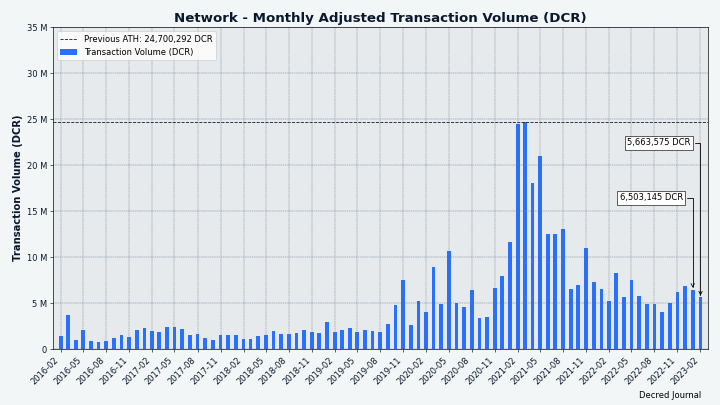 Network - Monthly Adjusted Transaction Volume (DCR)
35 M
Previous ATH: 24,700,292 DCR
Transaction Volume (DCR)
30 M
25 M
5,663,575 DCR
20 M
6,503,145 DCR
15 M
10 M
5 M
0
Transaction Volume (DCR)
2016-02
2016-05
2016-08
2016-11
2017-02
2017-05
2017-08
2017-11
2018-02
2018-05
2018-08
2018-11
2019-02
2019-05
2019-08
2019-11
2020-02
2020-05
2020-08
2020-11
2021-02
2021-05
2021-08
2021-11
2022-02
2022-05
2022-08
2022-11
2023-02
Decred Journal